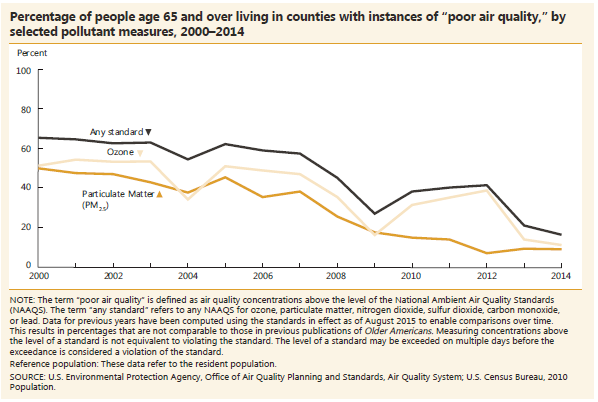 Percentage of people age 65 and over living in counties with instances of “poor air quality,” by
selected pollutant measures, 2000–2014
Percent
100
80
60
40
20
0
Any standard▼
Ozone ▼
Particulate Matter▲
(PM2.5)
2000 2002 2004 2006 2008 2010 2012 2014
NOTE: The term “poor air quality” is defined as air quality concentrations above the level of the National Ambient Air Quality Standards
(NAAQS). The term “any standard” refers to any NAAQS for ozone, particulate matter, nitrogen dioxide, sulfur dioxide, carbon monoxide,
or lead. Data for previous years have been computed using the standards in effect as of August 2015 to enable comparisons over time.
This results in percentages that are not comparable to those in previous publications of Older Americans. Measuring concentrations above
the level of a standard is not equivalent to violating the standard. The level of a standard may be exceeded on multiple days before the
exceedance is considered a violation of the standard.
Reference population: These data refer to the resident population.
SOURCE: U.S. Environmental Protection Agency, Office of Air Quality Planning and Standards, Air Quality System; U.S. Census Bureau, 2010
Population.